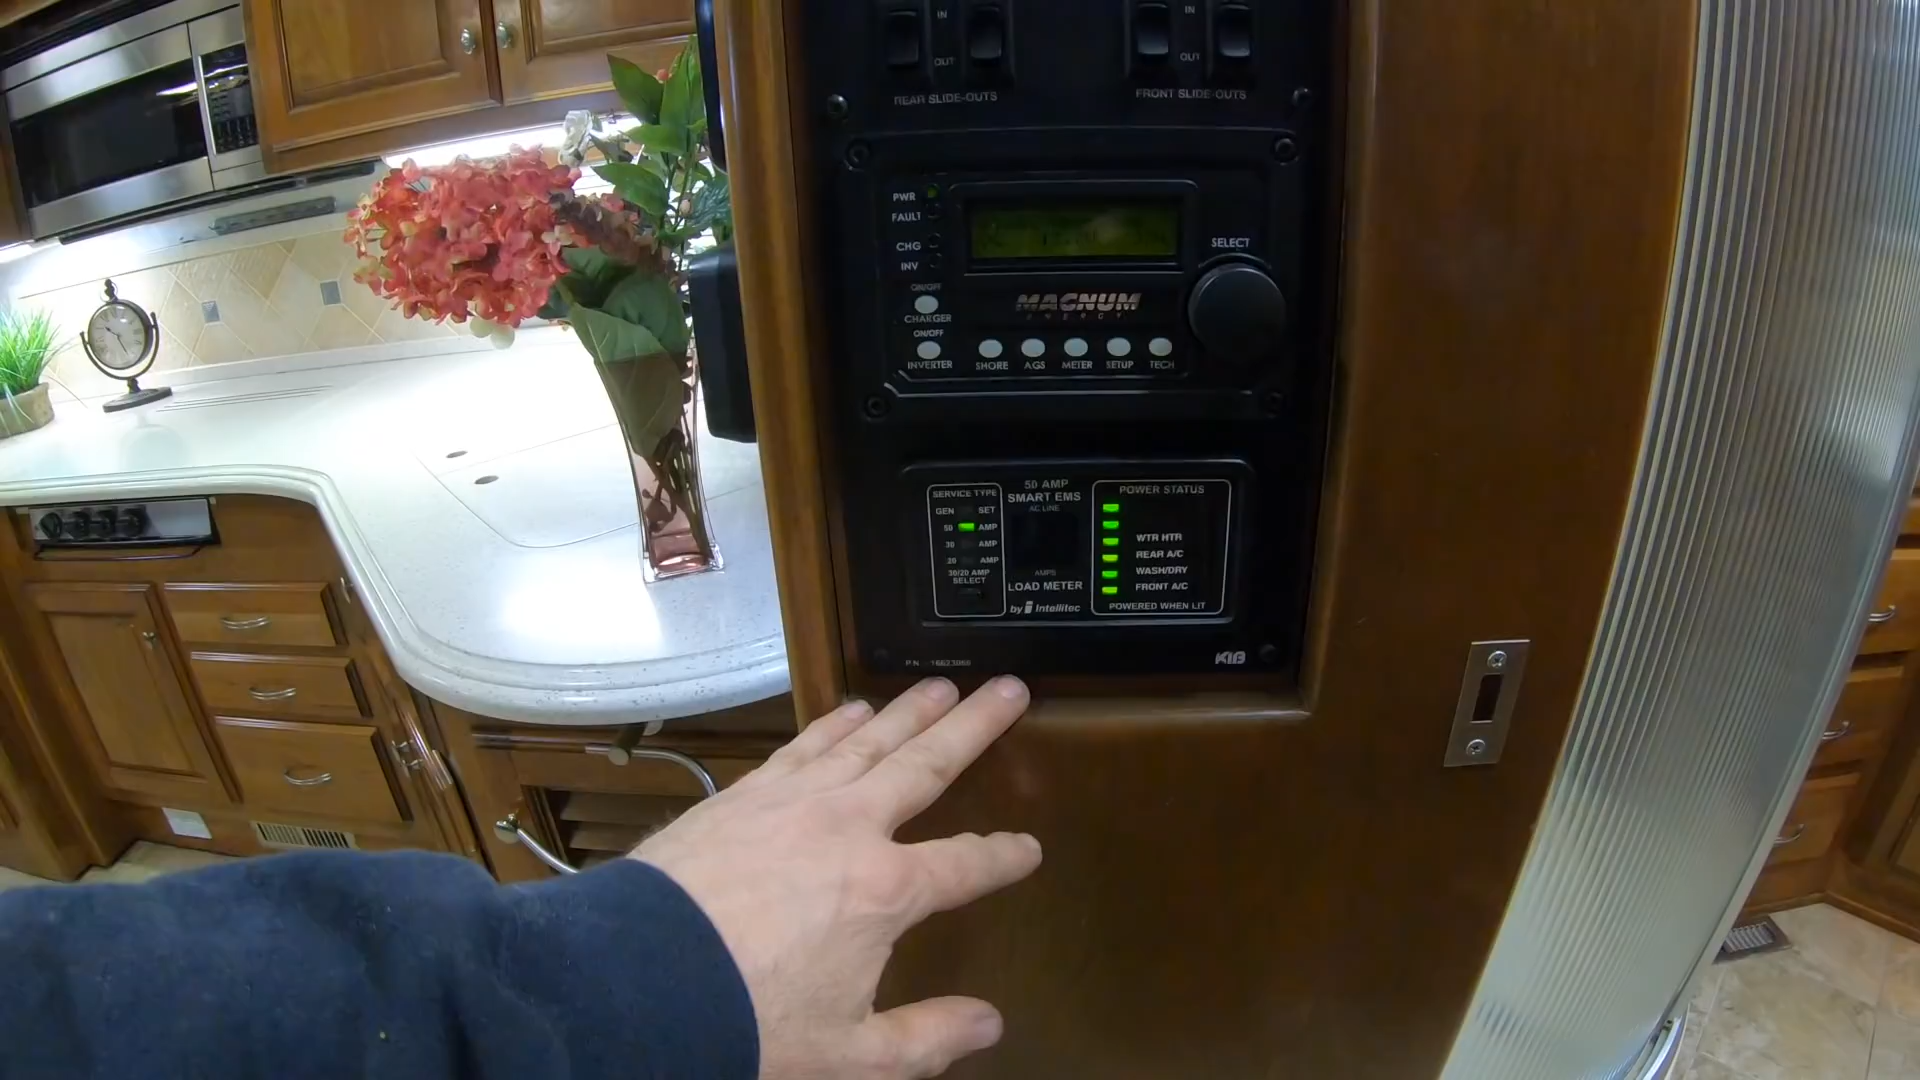 IN
OUT
REAR SLIDE-OUTS
IN
OUT
FRONT SLIDE-OUTS
PWR
FAULT
CHG
INV
ON/OFF
CHARGER
ON/OFF
INVERTER
MAGNUM
ENERGY
SELECT
SHORE AGS METER SETUP TECH
SERVICE TYPE
GEN SET
50 AMP
30 AMP
20 AMP
30/20 AMP
SELECT
50 AMP
SMART EMS
AC LINE
AMPS
LOAD METER
by Intellitec
POWER STATUS
WTR HTR
REAR A/C
WASH/DRY
FRONT A/C
POWERED WHEN LIT
KIB